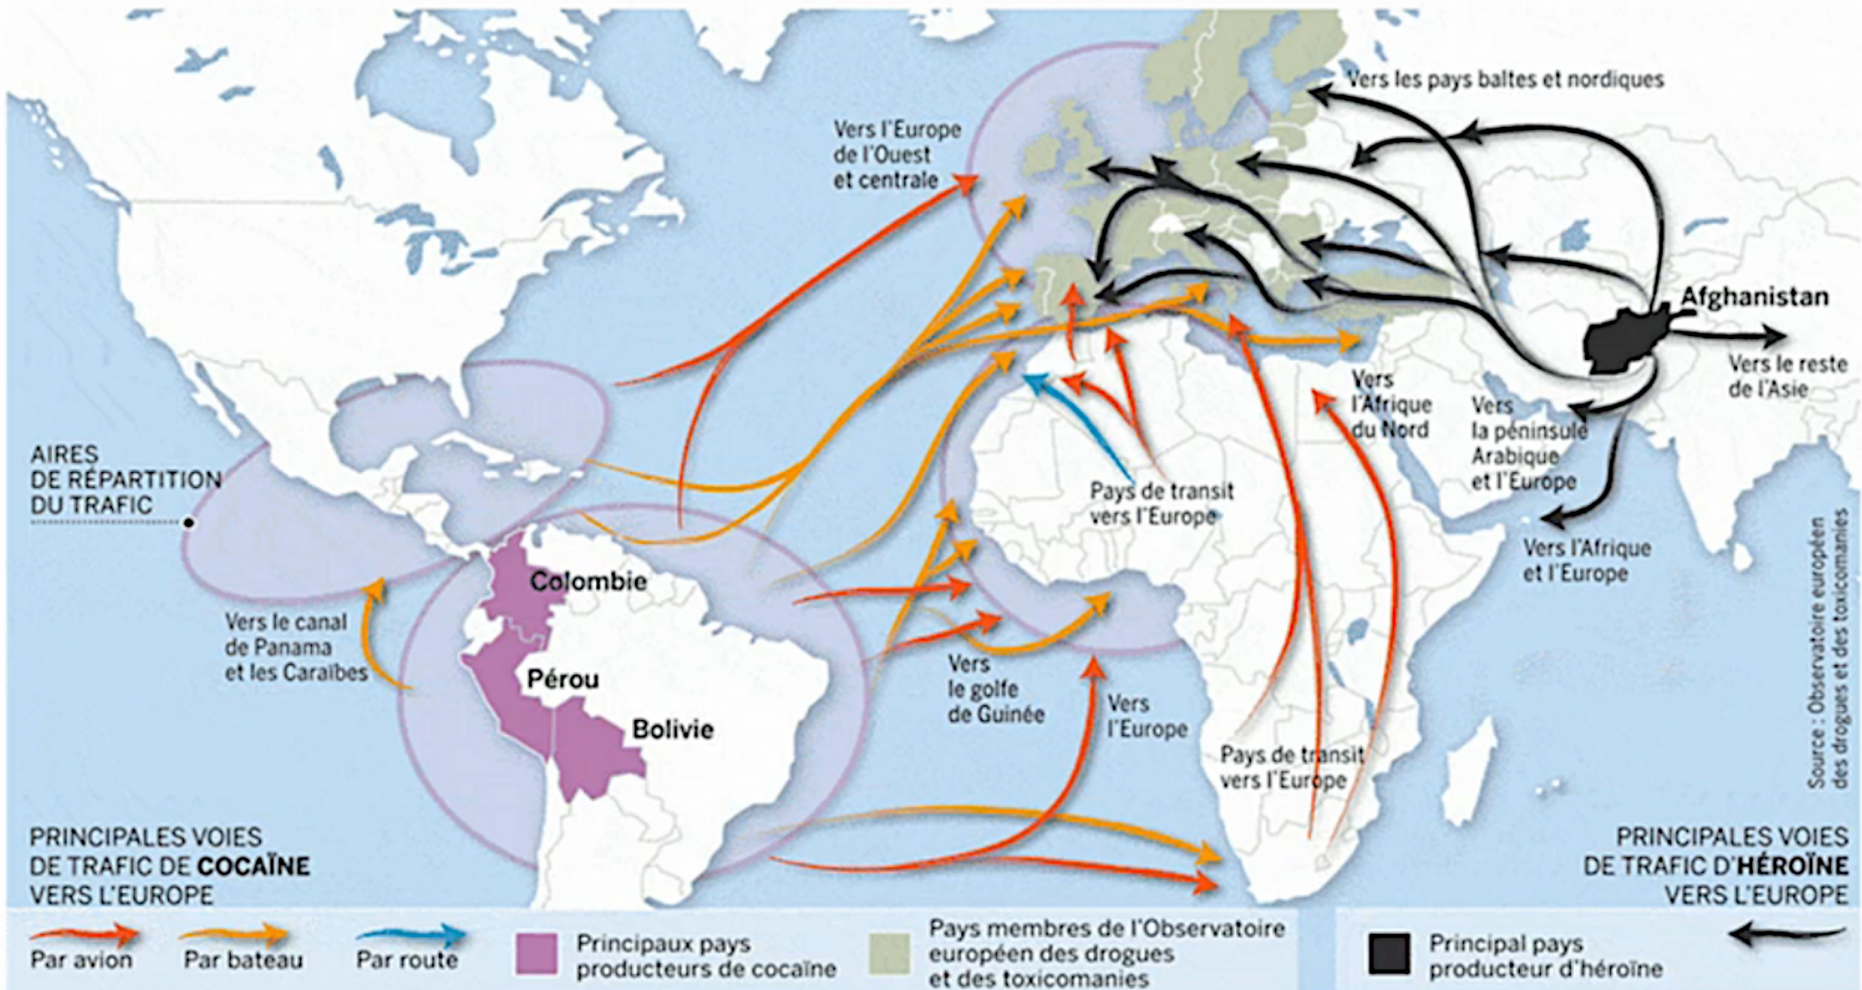 Vers les pays baltes et nordiques
Vers l'Europe
de l'Ouest
et centrale
Afghanistan
Vers le reste
de l'Asie
Vers
l'Afrique
du Nord
Vers
la péninsule
Arabique
et l'Europe
AIRES
DE RÉPARTITION
DU TRAFIC
Pays de transit
vers l'Europe
Vers l'Afrique
et l'Europe
Colombie
Vers le canal
de Panama
et les Caraïbes
Pérou
Vers
le golfe
de Guinée
Bolivie
Vers
l'Europe
Pays de transit
vers l'Europe
Source : Observatoire européen
des drogues et des toxicomanies
PRINCIPALES VOIES
DE TRAFIC DE COCAÏNE
VERS L'EUROPE
PRINCIPALES VOIES
DE TRAFIC D'HÉROÏNE
VERS L'EUROPE
Par avion
Par bateau
Par route
Principaux pays
producteurs de cocaïne
Pays membres de l'Observatoire
européen des drogues
et des toxicomanies
Principal pays
producteur d'héroïne